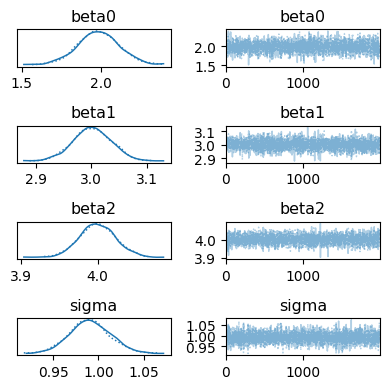 beta0 beta0
2.0
1.5
1.5 2.0 0 1000
beta1 beta1
3.1
3.0
2.9
2.9 3.0 3.1 0 1000
beta2 beta2
4.0
3.9
3.9 4.0 0 1000
sigma sigma
1.05
1.00
0.95
0.95 1.00 1.05 0 1000